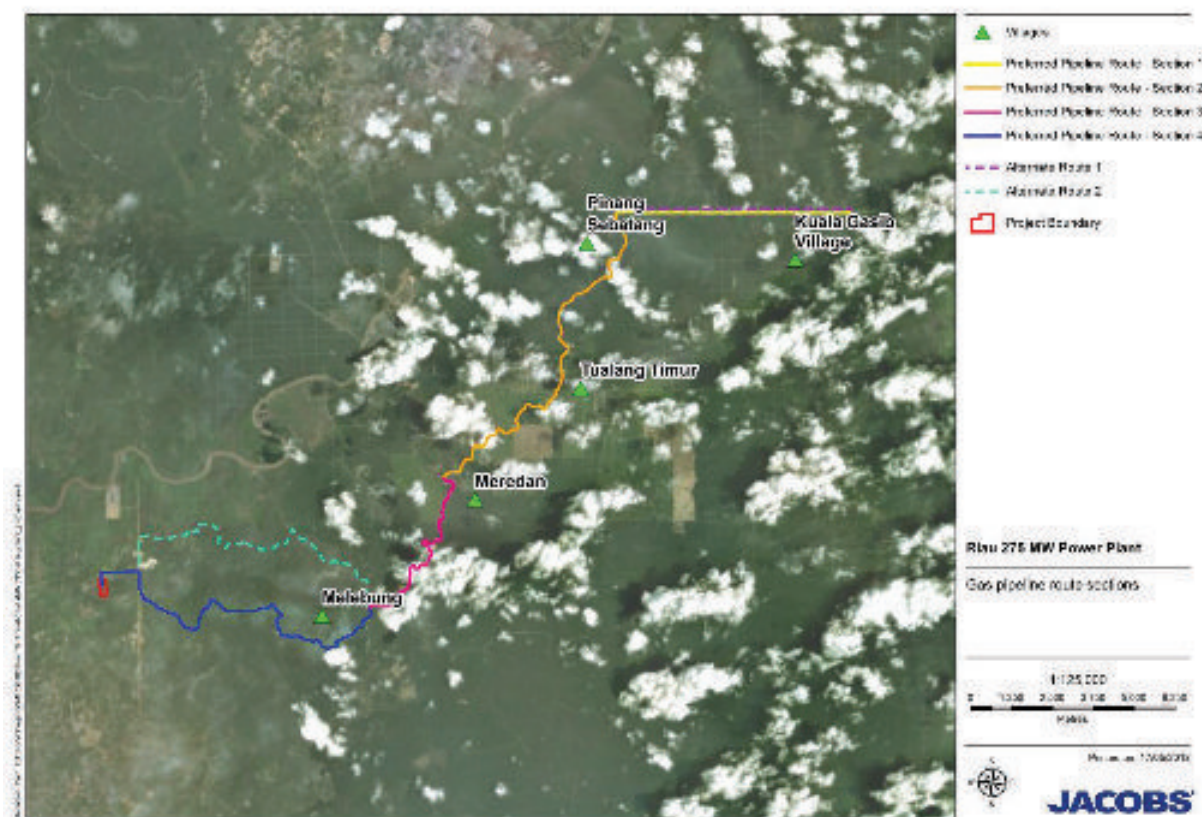 Pinang
Sebatang
Kuala Gasib
Village
Tualang Timur
Meredan
Melebung
Villages
Preferred Pipeline Route - Section 1
Preferred Pipeline Route - Section 2
Preferred Pipeline Route - Section 3
Preferred Pipeline Route - Section 4
Alternate Route 1
Alternate Route 2
Project Boundary
Riau 275 MW Power Plant
Gas pipeline route sections
1:125,000
0
Metres
JACOBS